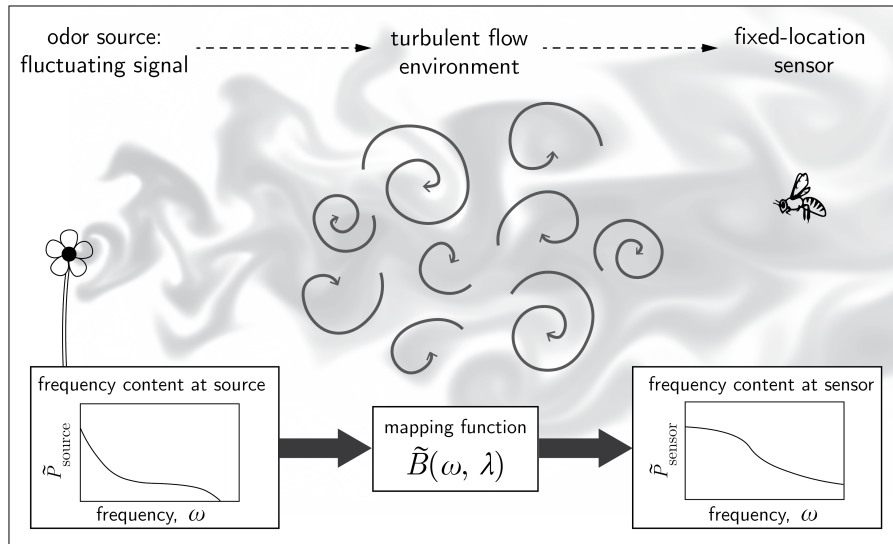 odor source:
fluctuating signal
turbulent flow
environment
fixed-location
sensor
frequency content at source
P̃ source
frequency, ω
mapping function
B̃(ω, λ)
frequency content at sensor
P̃ sensor
frequency, ω